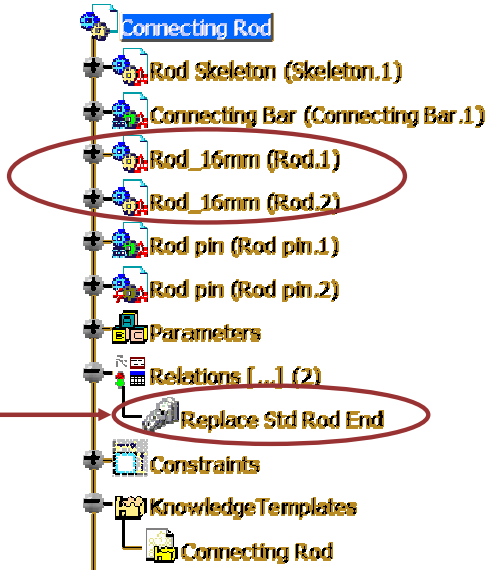 Connecting Rod
Rod Skeleton (Skeleton.1)
Connecting Bar (Connecting Bar.1)
Rod_16mm (Rod.1)
Rod_16mm (Rod.2)
Rod pin (Rod pin.1)
Rod pin (Rod pin.2)
Parameters
Relations [...] (2)
Replace Std Rod End
Constraints
KnowledgeTemplates
Connecting Rod